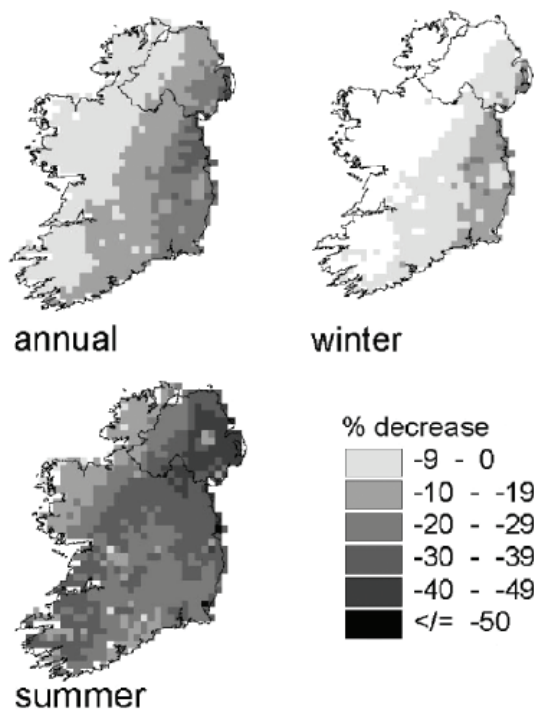 annual
winter
% decrease
-9 - 0
-10 - -19
-20 - -29
-30 - -39
-40 - -49
</= -50
summer